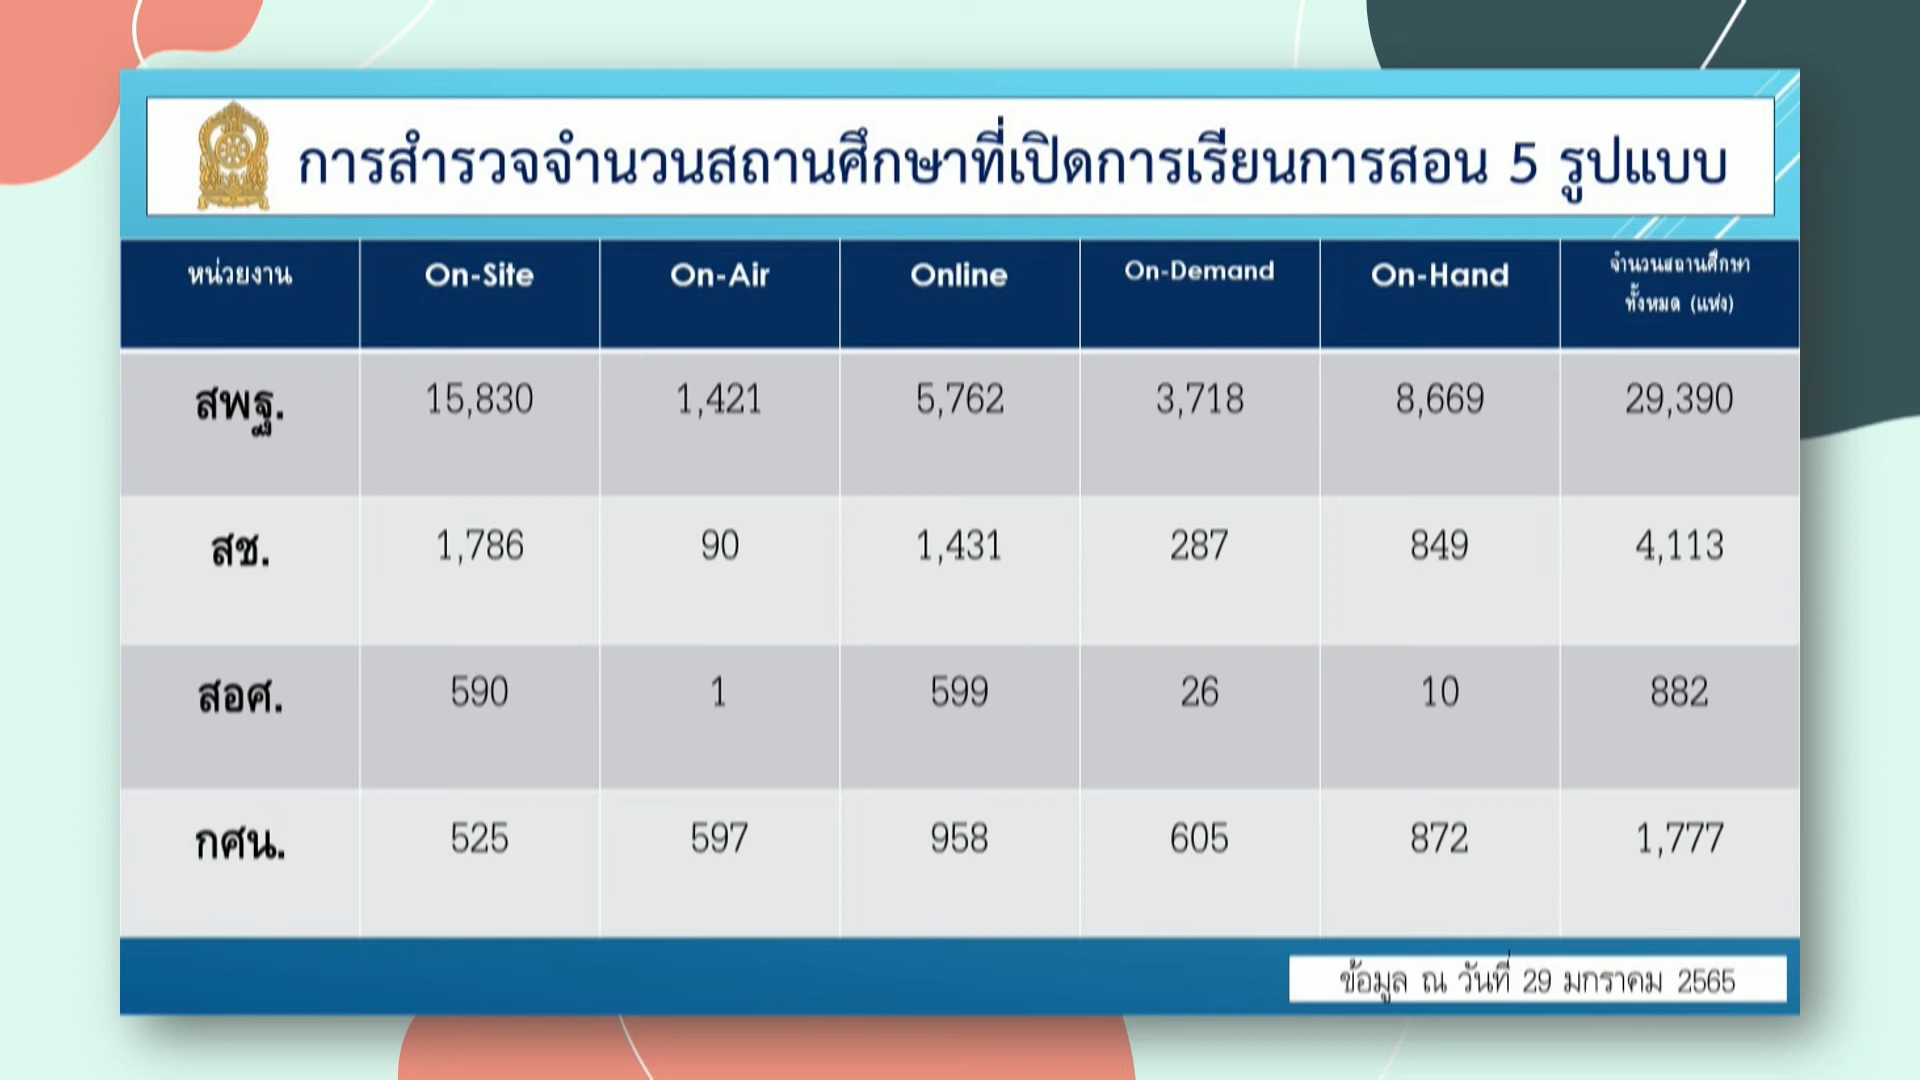 การสำรวจจำนวนสถานศึกษาที่เปิดการเรียนการสอน 5 รูปแบบ
หน่วยงาน On-Site On-Air Online On-Demand On-Hand จำนวนสถานศึกษา
ทั้งหมด (แห่ง)
สพฐ. 15,830 1,421 5,762 3,718 8,669 29,390
สช. 1,786 90 1,431 287 849 4,113
สอศ. 590 1 599 26 10 882
กศน. 525 597 958 605 872 1,777
ข้อมูล ณ วันที่ 29 มกราคม 2565